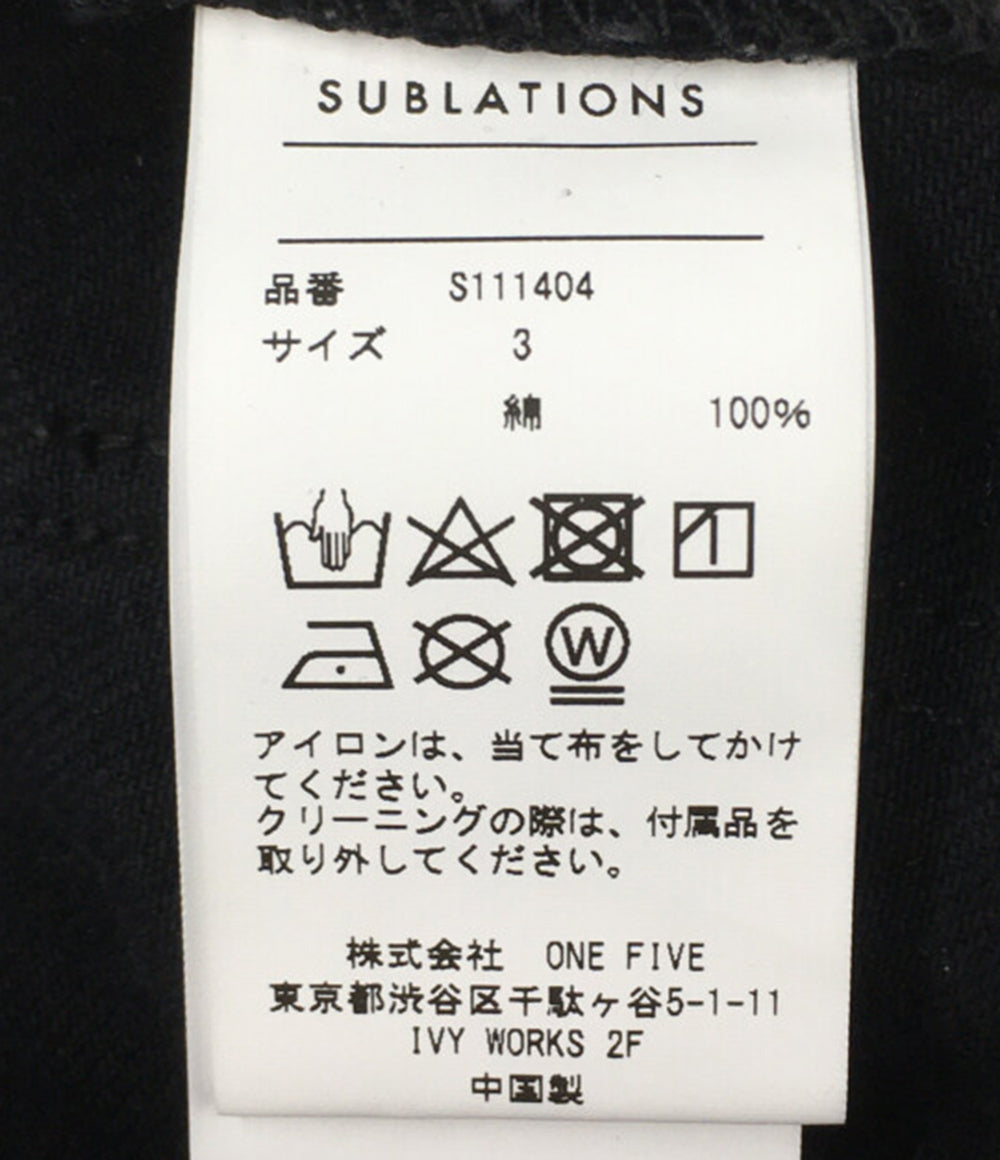 SUBLATIONS
品番 S111404
サイズ 3
綿 100%
W
アイロンは、当て布をしてかけ
てください。
クリーニングの際は、付属品を
取り外してください。
株式会社 ONE FIVE
東京都渋谷区千駄ヶ谷5-1-11
IVY WORKS 2F
中国製